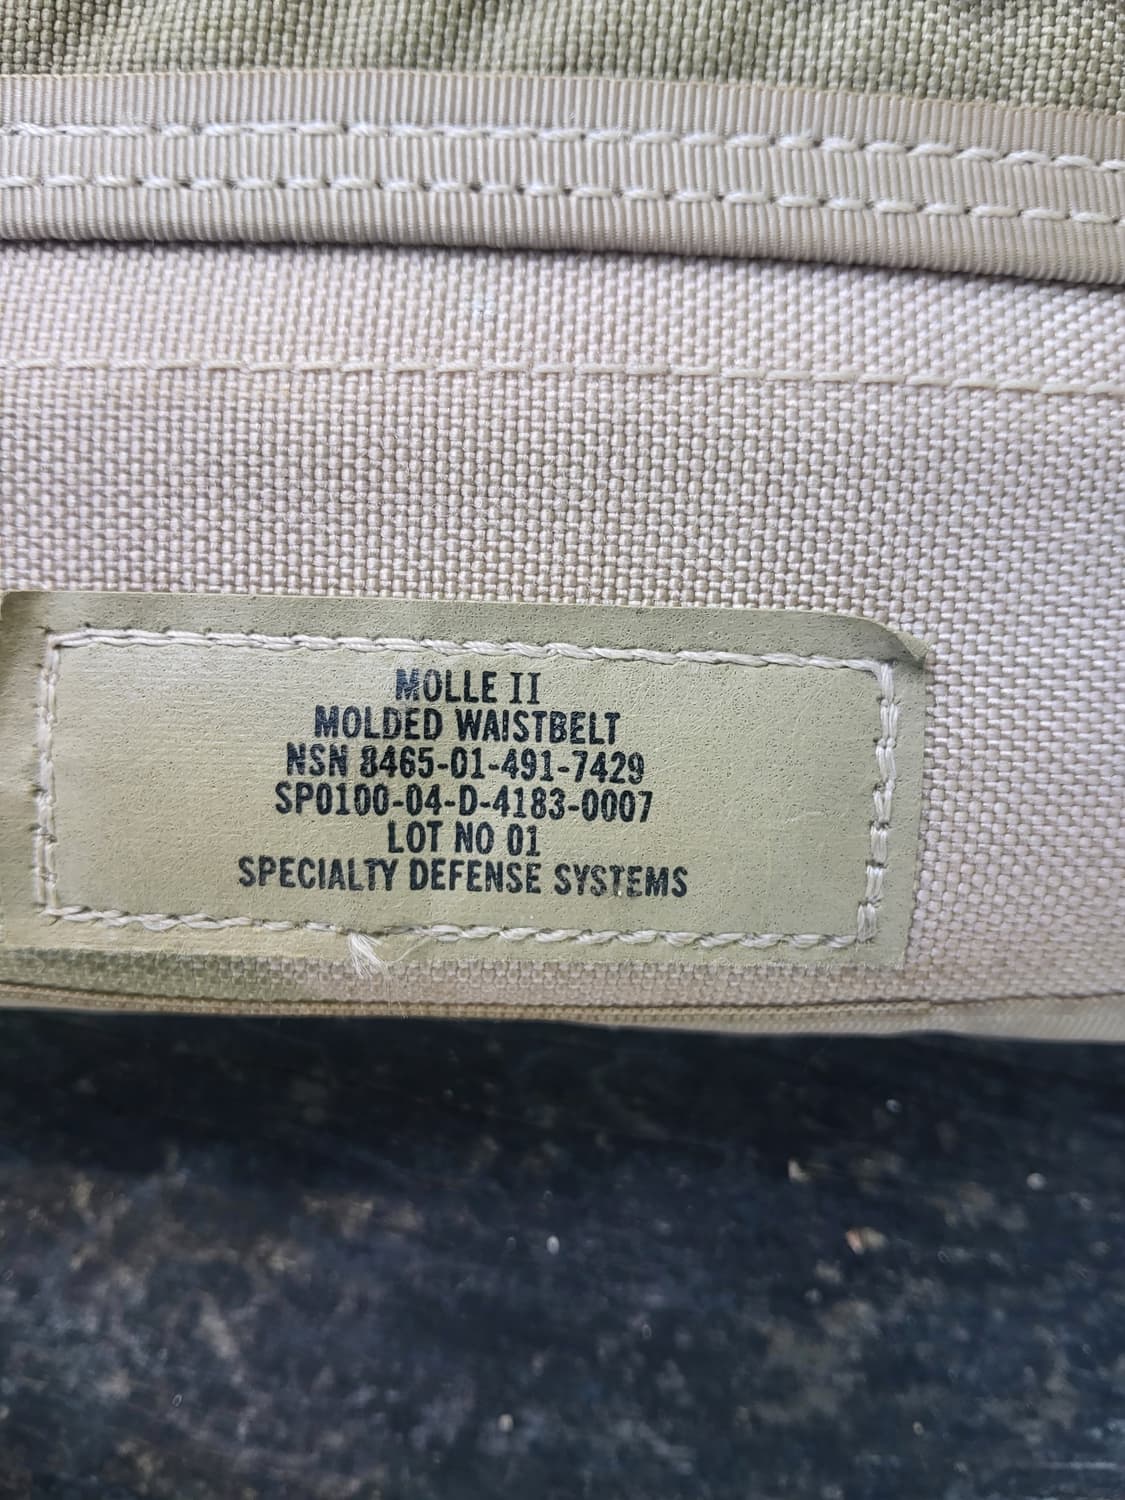 MOLLE II
MOLDED WAISTBELT
NSN 8465-01-491-7429
SP0100-04-D-4183-0007
LOT NO 01
SPECIALTY DEFENSE SYSTEMS